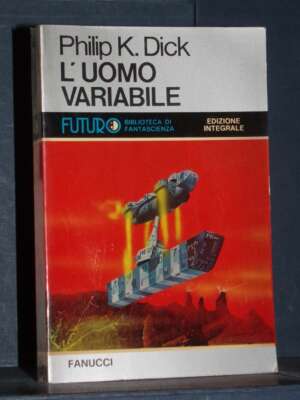 Philip K. Dick
L'UOMO
VARIABILE
FUTURO
BIBLIOTECA DI
FANTASCIENZA
EDIZIONE
INTEGRALE
FANUCCI